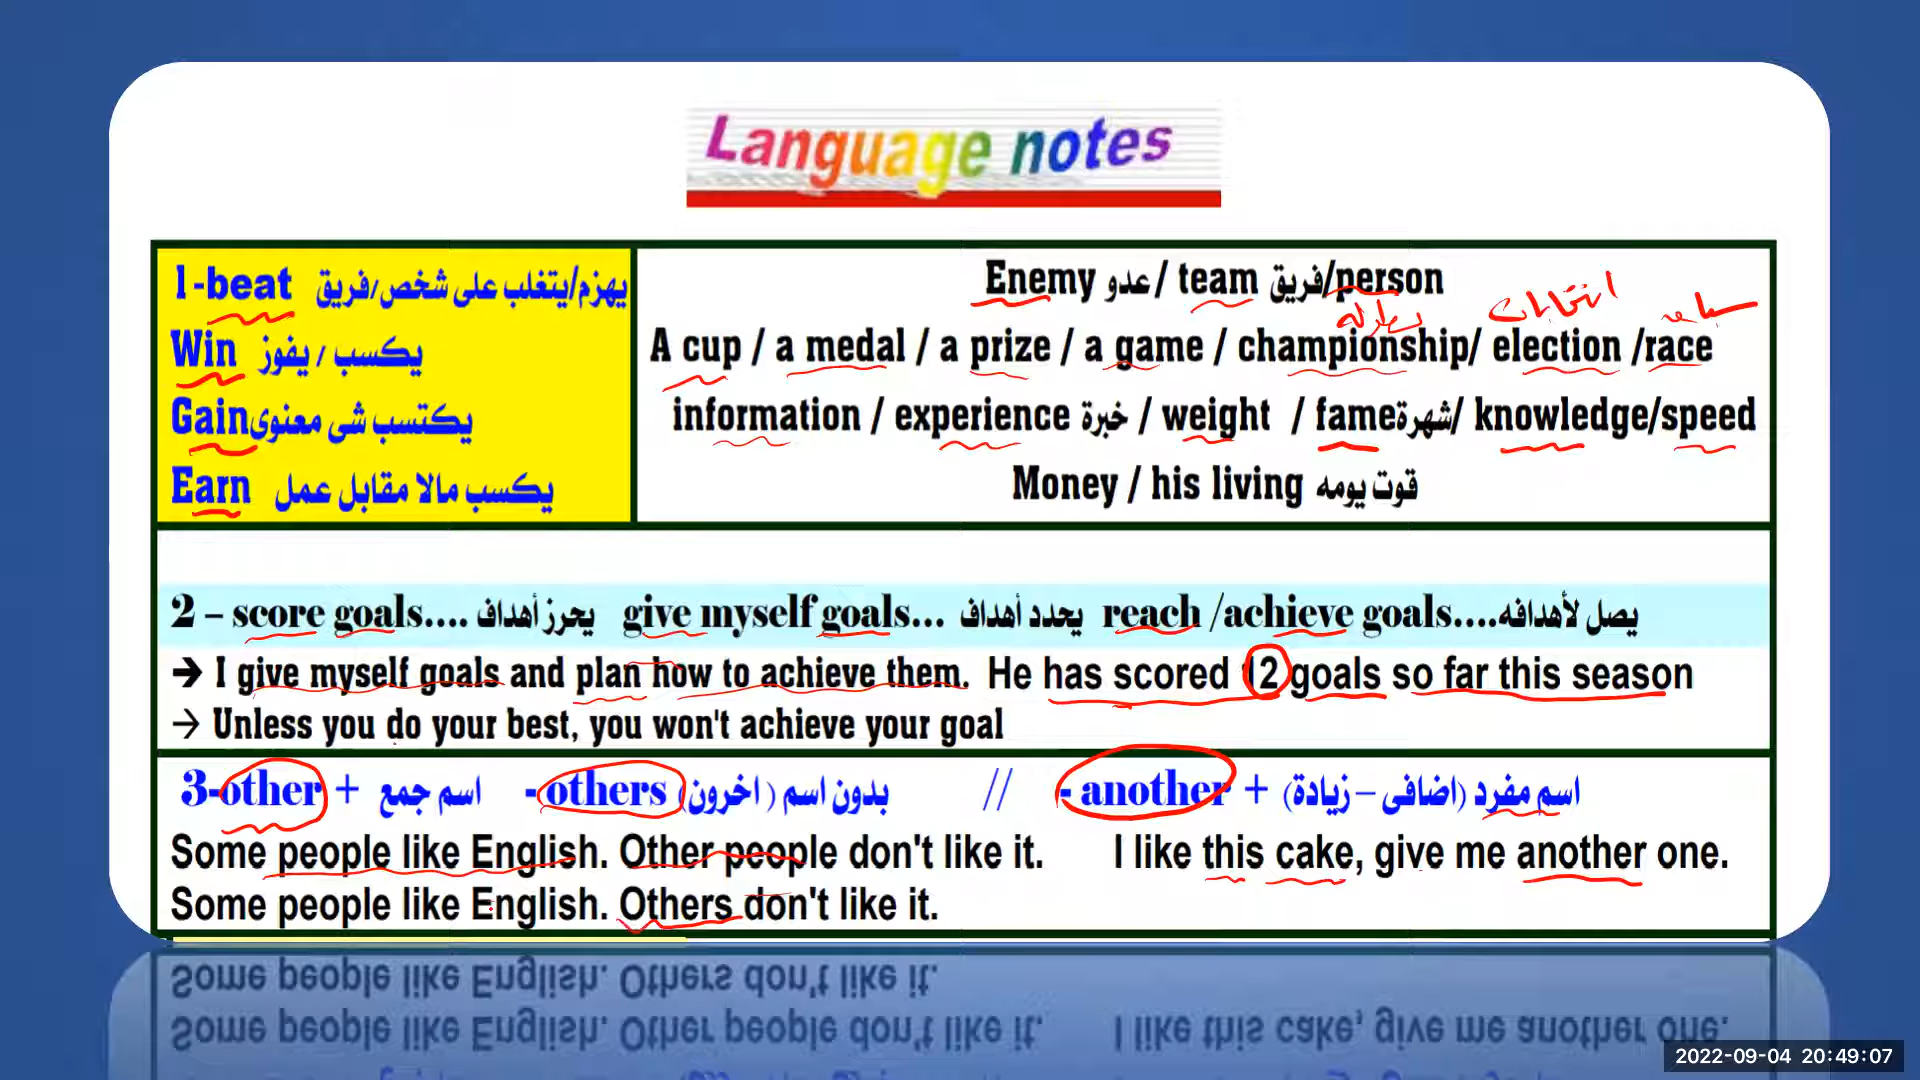 Language notes
1-beat يهزم/يتغلب على شخص/فريق
Enemy عدو / team فريق/person
بطولة انتخابات سباق
Win يكسب / يفوز
A cup / a medal / a prize / a game / championship/ election /race
Gain يكتسب شى معنوى
information / experience خبرة / weight / fame شهرة/ knowledge/speed
Earn يكسب مالا مقابل عمل
Money / his living قوت يومه
2 – score goals.... يحرز أهداف give myself goals... يحدد أهداف reach /achieve goals.... يصل لأهدافه
➔ I give myself goals and plan how to achieve them. He has scored 12 goals so far this season
→ Unless you do your best, you won't achieve your goal
3-other + اسم جمع - others بدون اسم ( اخرون) // - another + اسم مفرد (اضافى – زيادة)
Some people like English. Other people don't like it. I like this cake, give me another one.
Some people like English. Others don't like it.
2022-09-04 20:49:07